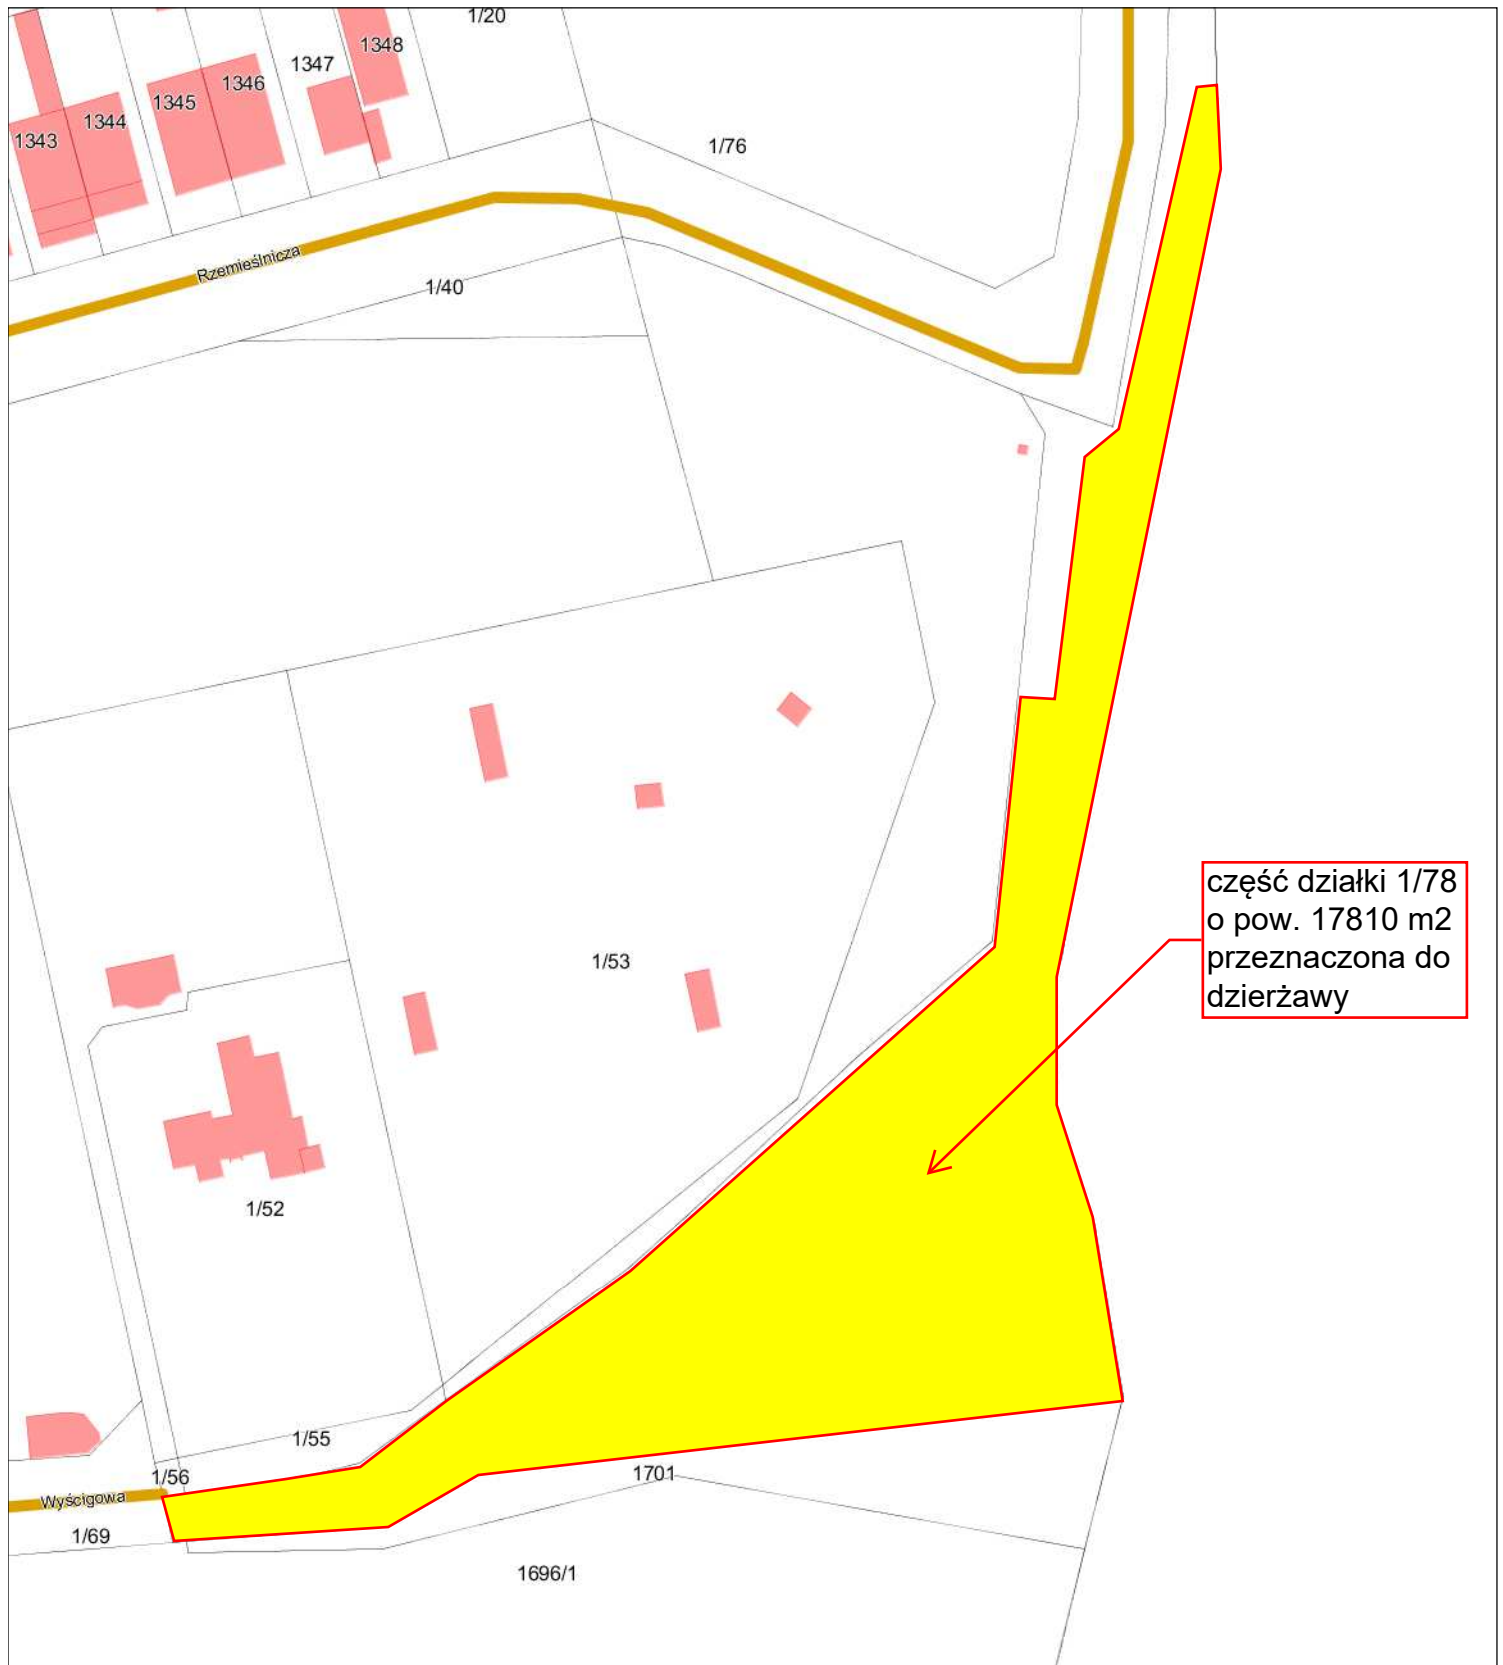 1/20
1348
1347
1346
1345
1344
1343
1/76
Rzemieślnicza
1/40
część działki 1/78
o pow. 17810 m2
przeznaczona do
dzierżawy
1/53
1/52
1/55
1/56
1701
Wyścigowa
1/69
1696/1